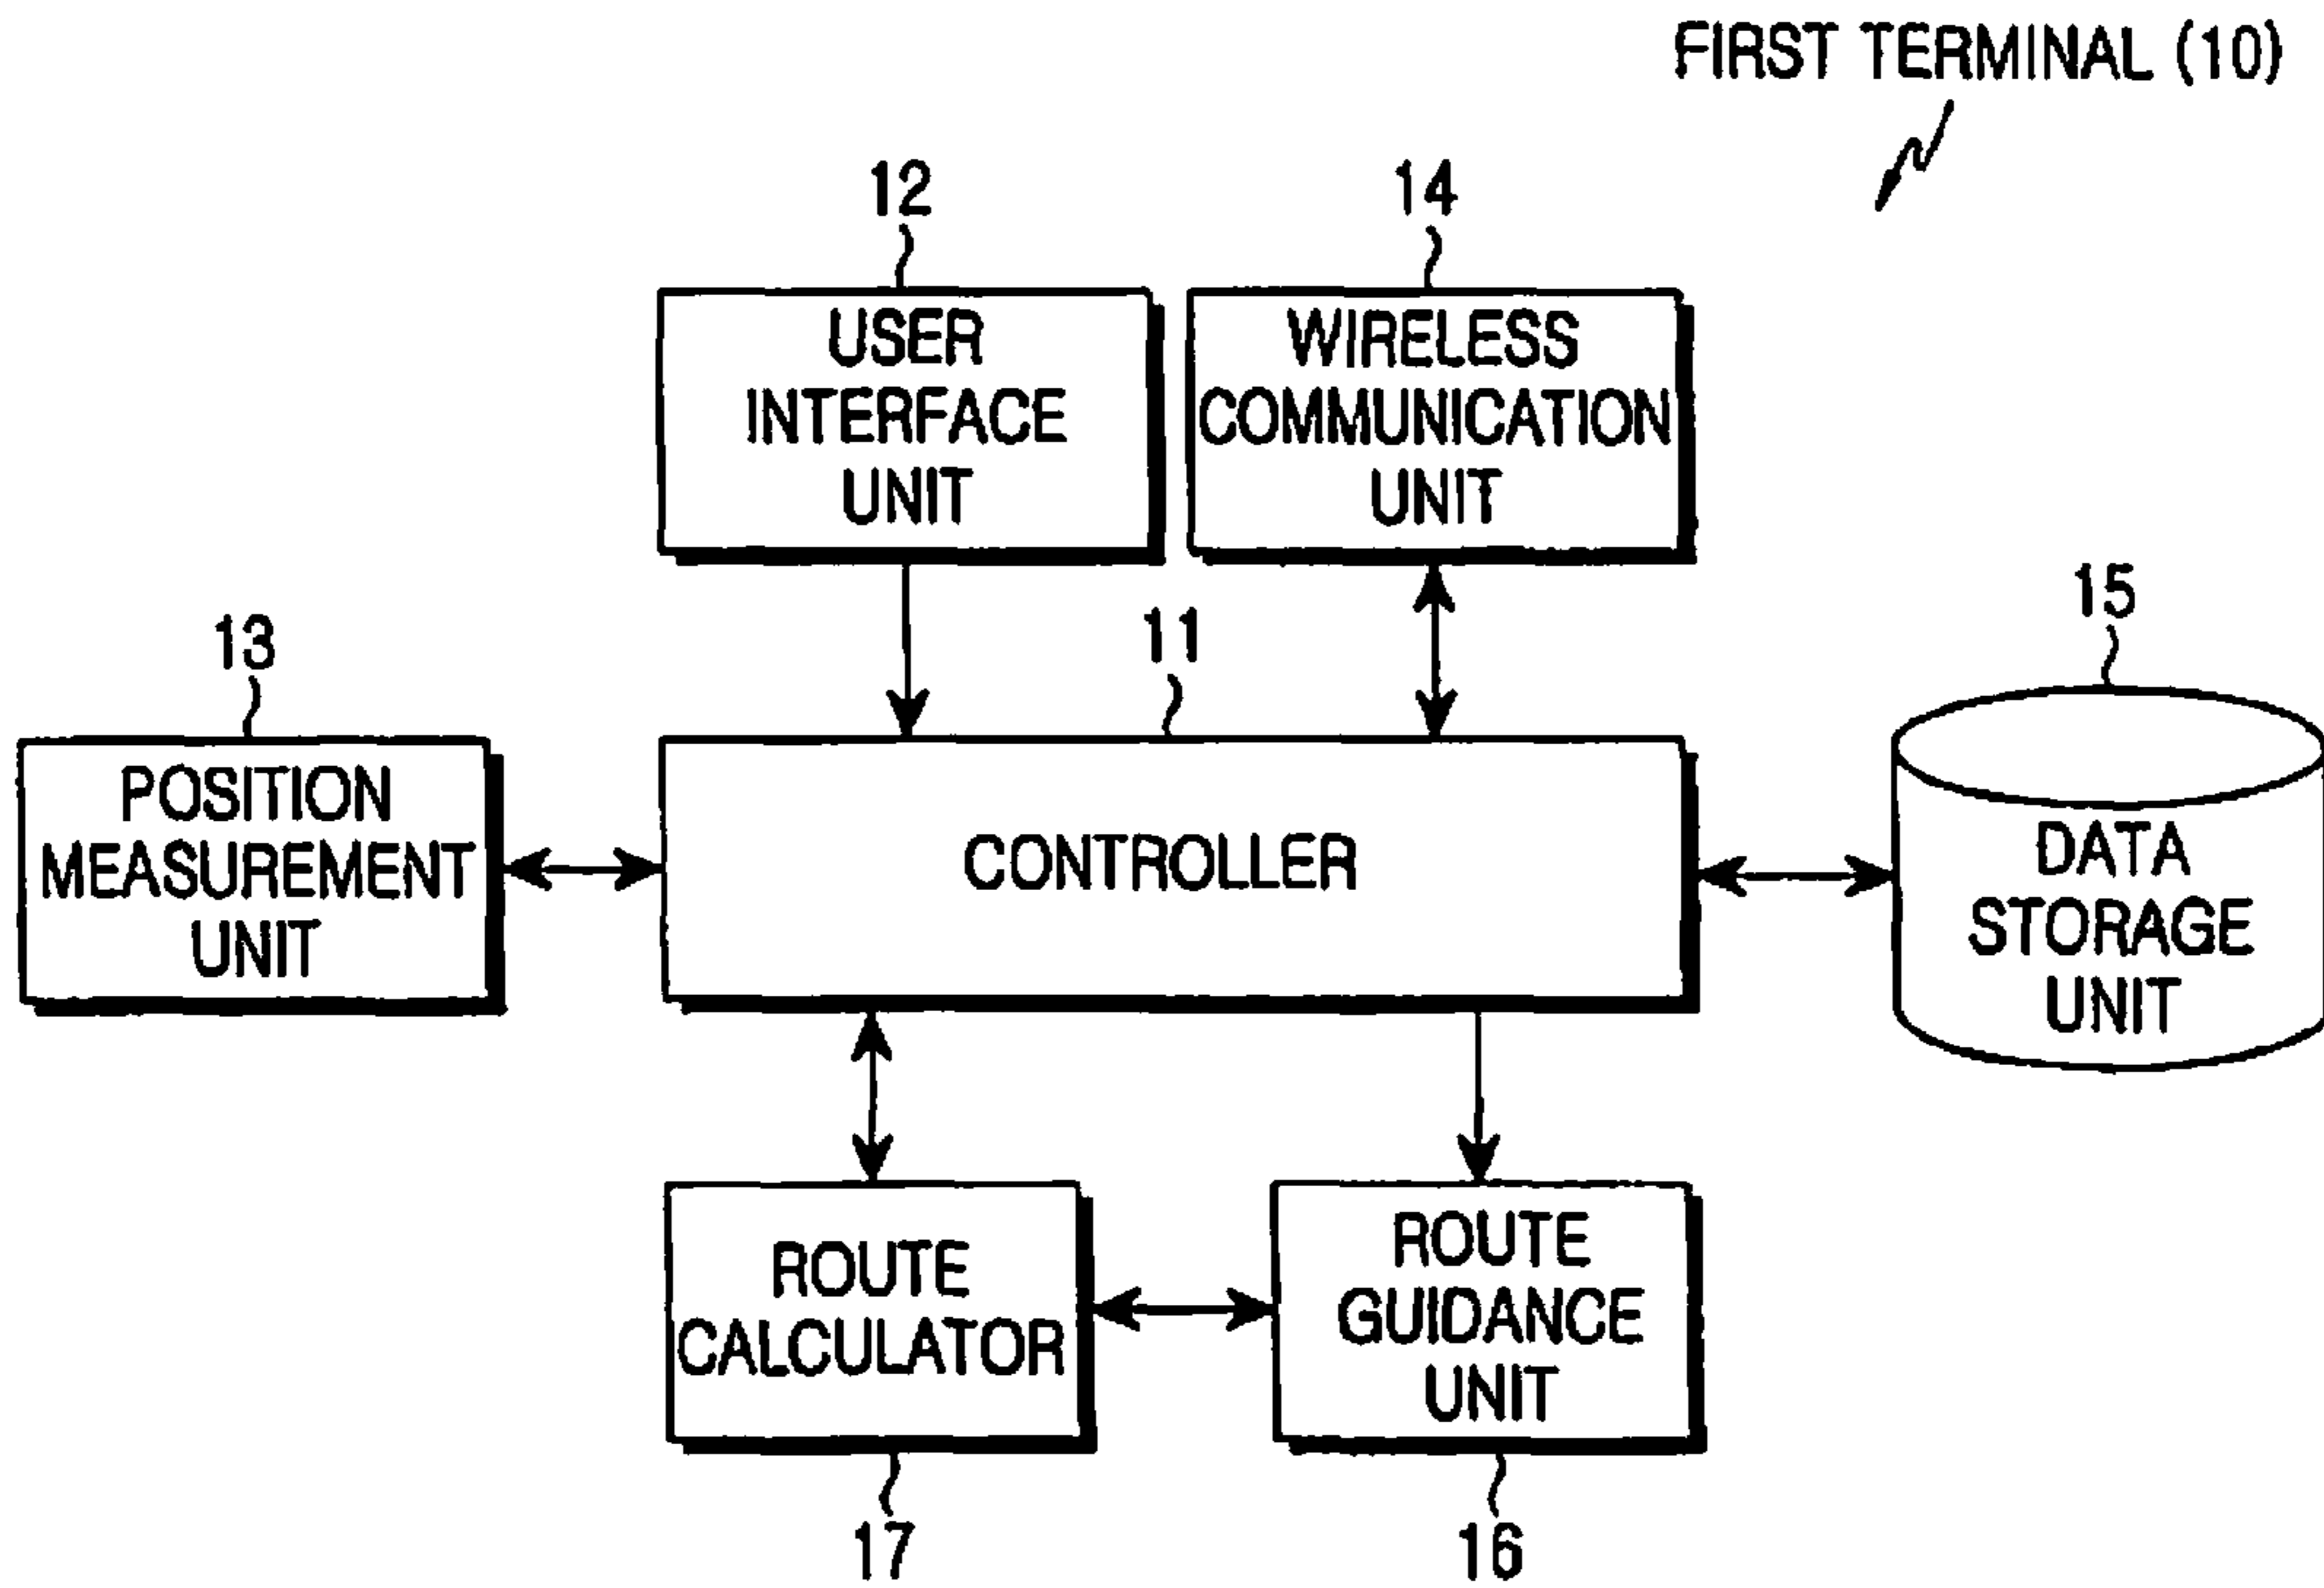 FIRST TERMINAL (10)
12
14
USER
INTERFACE
UNIT
WIRELESS
COMMUNICATION
UNIT
13
11
15
POSITION
MEASUREMENT
UNIT
CONTROLLER
DATA
STORAGE
UNIT
ROUTE
CALCULATOR
ROUTE
GUIDANCE
UNIT
17
16